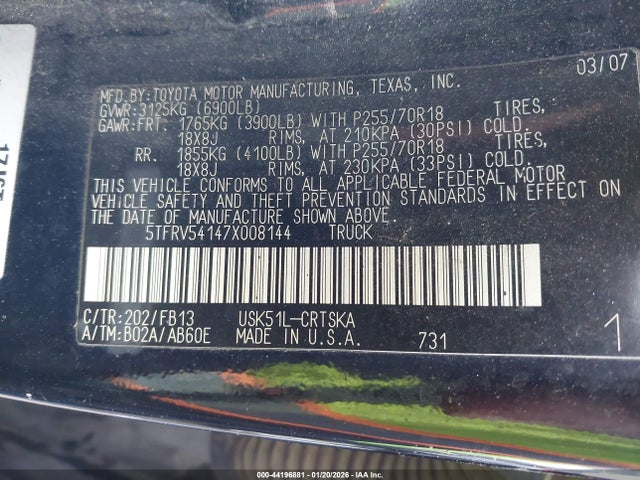 03/07
MFD.BY:TOYOTA MOTOR MANUFACTURING, TEXAS, INC.
GVWR:3125KG (6900LB)
GAWR:FRT. 1765KG (3900LB) WITH P255/70R18 TIRES,
18X8J RIMS, AT 210KPA (30PSI) COLD.
RR. 1855KG (4100LB) WITH P255/70R18 TIRES,
18X8J RIMS, AT 230KPA (33PSI) COLD.
THIS VEHICLE CONFORMS TO ALL APPLICABLE FEDERAL MOTOR
VEHICLE SAFETY AND THEFT PREVENTION STANDARDS IN EFFECT ON
THE DATE OF MANUFACTURE SHOWN ABOVE.
5TFRV54147X008144 TRUCK
C/TR:202/FB13 USK51L-CRTSKA
A/TM:B02A/AB60E MADE IN U.S.A. 731 1
000-44196881 - 01/20/2026 - IAA Inc.